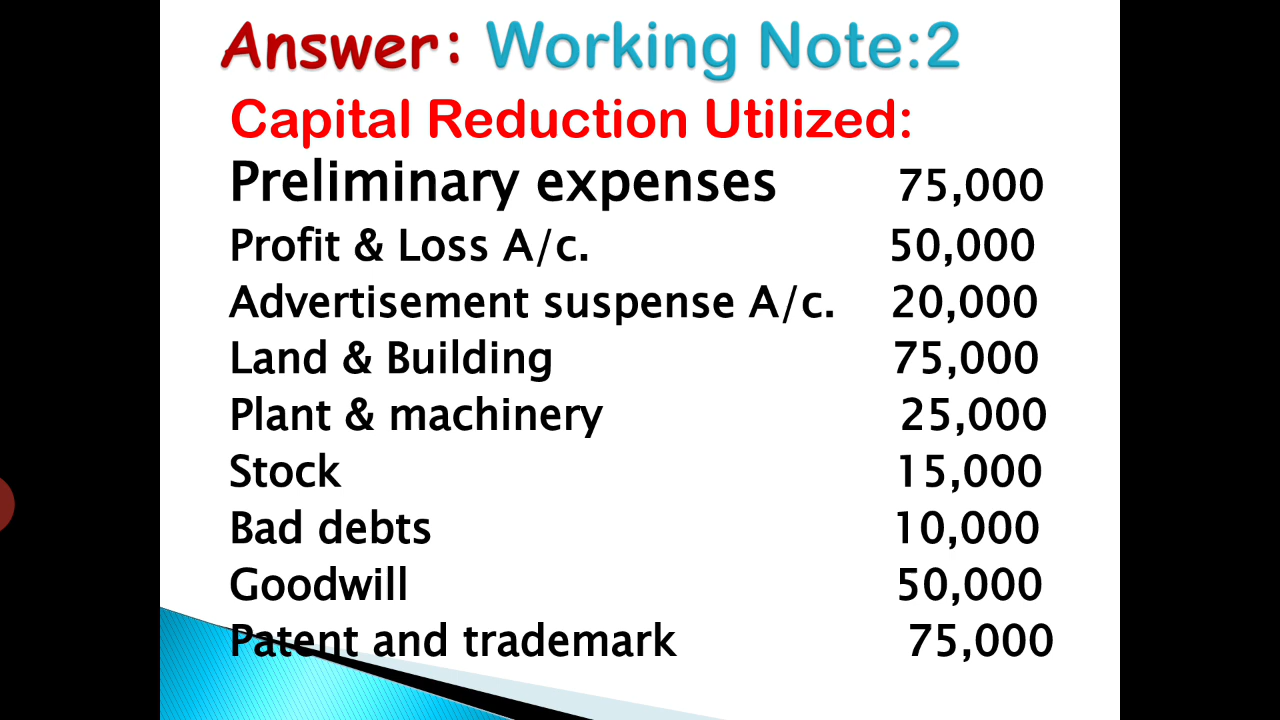 Answer: Working Note:2
Capital Reduction Utilized:
Preliminary expenses 75,000
Profit & Loss A/c. 50,000
Advertisement suspense A/c. 20,000
Land & Building 75,000
Plant & machinery 25,000
Stock 15,000
Bad debts 10,000
Goodwill 50,000
Patent and trademark 75,000